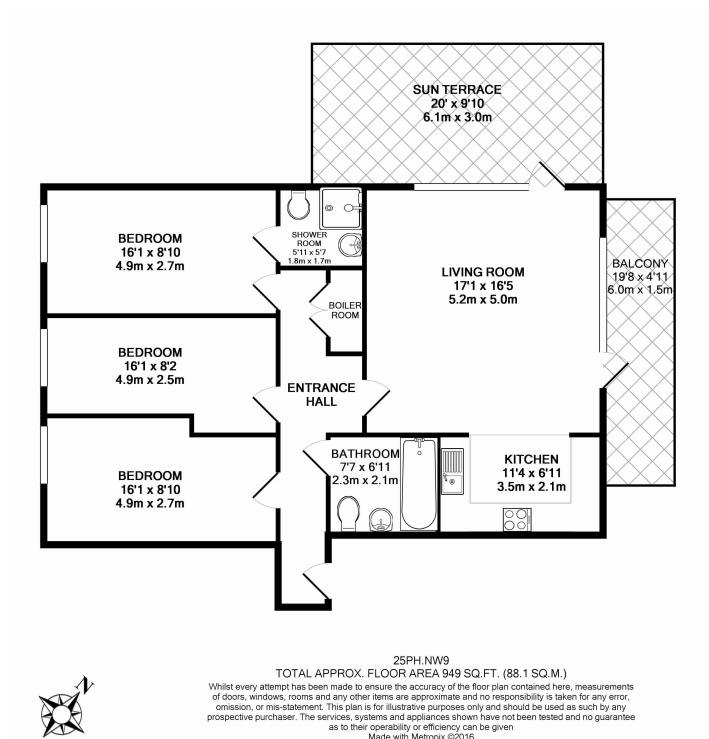 SUN TERRACE
20' x 9'10
6.1m x 3.0m
BEDROOM
16'1 x 8'10
4.9m x 2.7m
SHOWER
ROOM
5'11 x 5'7
1.8m x 1.7m
LIVING ROOM
17'1 x 16'5
5.2m x 5.0m
BALCONY
19'8 x 4'11
6.0m x 1.5m
BOILER
ROOM
BEDROOM
16'1 x 8'2
4.9m x 2.5m
ENTRANCE
HALL
BEDROOM
16'1 x 8'10
4.9m x 2.7m
BATHROOM
7'7 x 6'11
2.3m x 2.1m
KITCHEN
11'4 x 6'11
3.5m x 2.1m
N
25PH.NW9
TOTAL APPROX. FLOOR AREA 949 SQ.FT. (88.1 SQ.M.)
Whilst every attempt has been made to ensure the accuracy of the floor plan contained here, measurements
of doors, windows, rooms and any other items are approximate and no responsibility is taken for any error,
omission, or mis-statement. This plan is for illustrative purposes only and should be used as such by any
prospective purchaser. The services, systems and appliances shown have not been tested and no guarantee
as to their operability or efficiency can be given
Made with Metropix ©2016